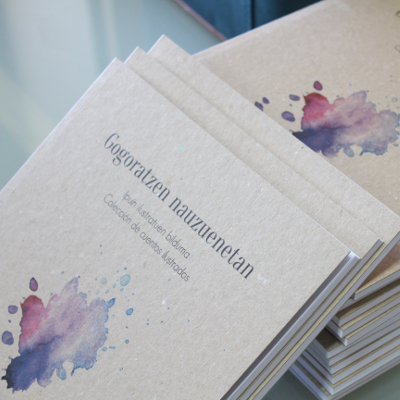 Gogoratzen nauzuenetan
Ipuin ilustratuen bilduma
Colección de cuentos ilustrados